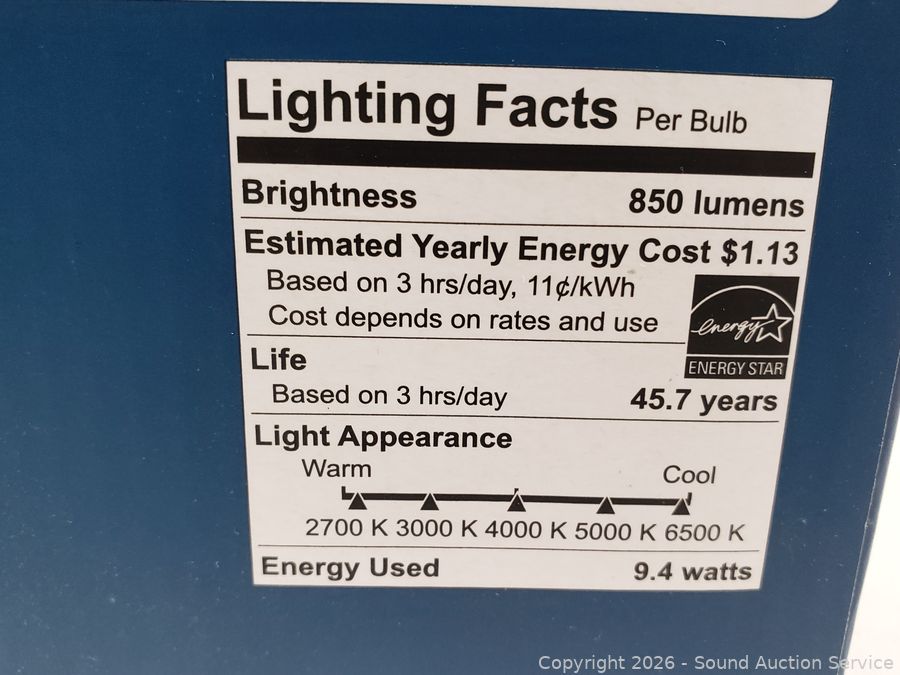 Lighting Facts Per Bulb
Brightness 850 lumens
Estimated Yearly Energy Cost $1.13
Based on 3 hrs/day, 11¢/kWh
Cost depends on rates and use
energy
ENERGY STAR
Life
Based on 3 hrs/day 45.7 years
Light Appearance
Warm Cool
2700 K 3000 K 4000 K 5000 K 6500 K
Energy Used 9.4 watts
Copyright 2026 - Sound Auction Service